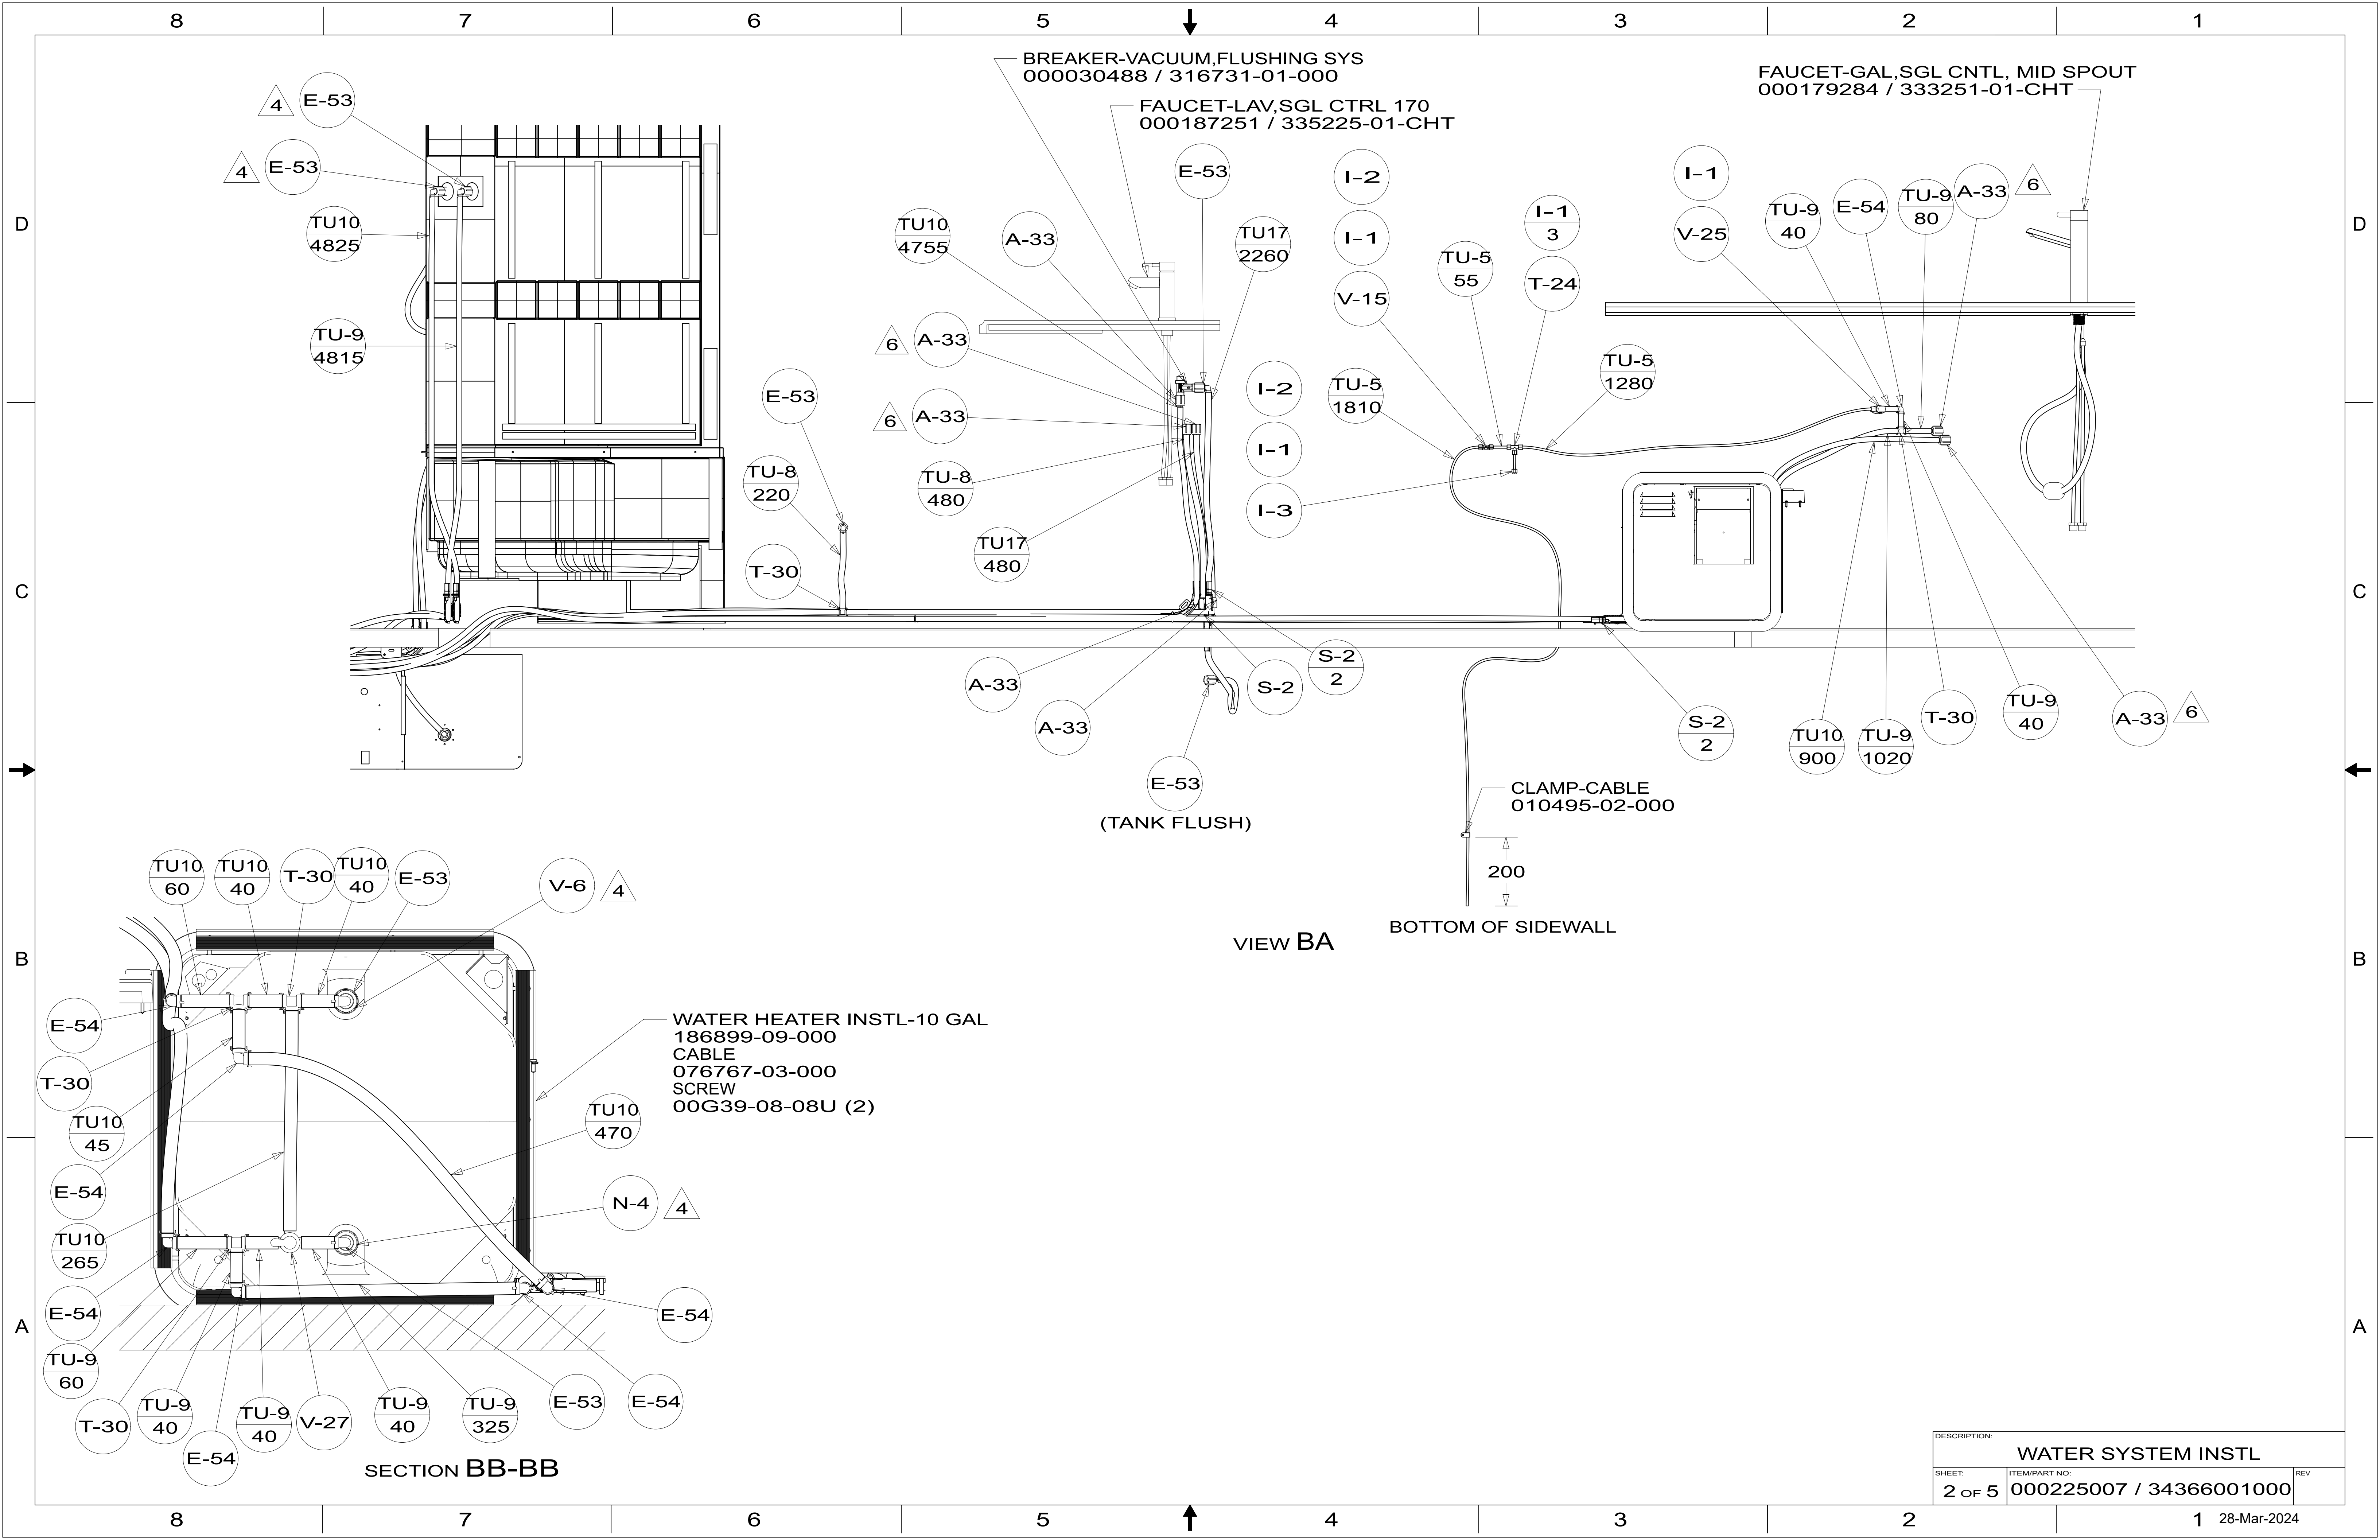 8 7 6 5 4 3 2 1
D
C
B
A
BREAKER-VACUUM,FLUSHING SYS
000030488 / 316731-01-000
FAUCET-LAV,SGL CTRL 170
000187251 / 335225-01-CHT
FAUCET-GAL,SGL CNTL, MID SPOUT
000179284 / 333251-01-CHT
4
E-53
4
E-53
TU10
4825
TU-9
4815
E-53
TU-8
220
T-30
TU10
4755
A-33
E-53
TU17
2260
6
A-33
6
A-33
TU-8
480
TU17
480
A-33
A-33
S-2
S-2
2
E-53
(TANK FLUSH)
I-2
I-1
V-15
I-2
I-1
I-3
TU-5
55
I-1
3
T-24
TU-5
1810
TU-5
1280
I-1
V-25
TU-9
40
E-54
TU-9
80
A-33
6
S-2
2
TU10
900
TU-9
1020
T-30
TU-9
40
A-33
6
CLAMP-CABLE
010495-02-000
200
BOTTOM OF SIDEWALL
VIEW BA
TU10
60
TU10
40
T-30
TU10
40
E-53
V-6
4
E-54
T-30
TU10
45
E-54
TU10
265
E-54
TU-9
60
T-30
TU-9
40
E-54
TU-9
40
V-27
TU-9
40
TU-9
325
E-53
E-54
E-54
N-4
4
TU10
470
WATER HEATER INSTL-10 GAL
186899-09-000
CABLE
076767-03-000
SCREW
00G39-08-08U (2)
SECTION BB-BB
D
C
B
A
DESCRIPTION:
WATER SYSTEM INSTL
SHEET: ITEM/PART NO: REV
2 OF 5 000225007 / 34366001000
8 7 6 5 4 3 2 1
28-Mar-2024